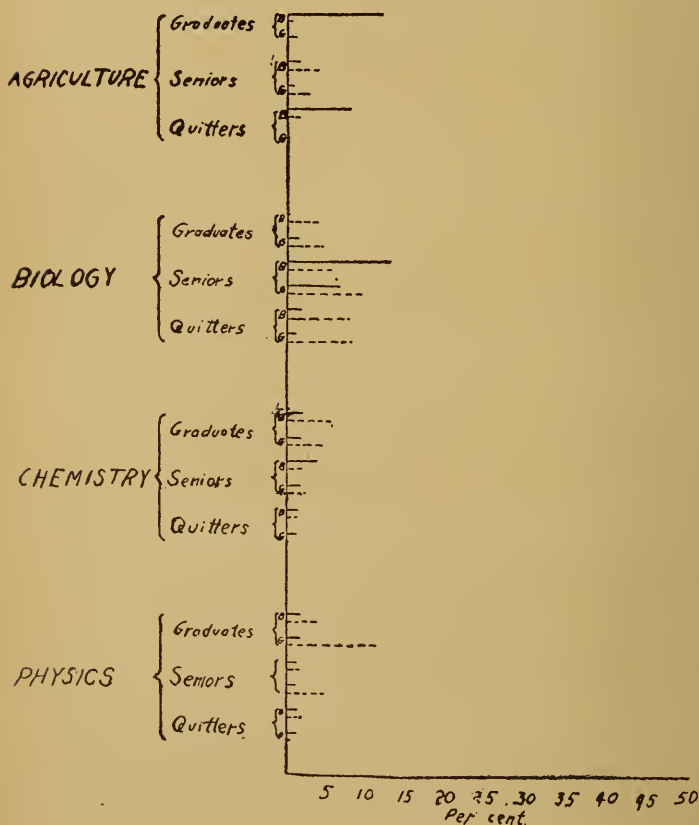 Graduates B
G
AGRICULTURE Seniors B
G
Quitters B
G
Graduates B
G
BIOLOGY Seniors B
G
Quitters B
G
Graduates B
G
CHEMISTRY Seniors B
G
Quitters B
G
Graduates B
G
PHYSICS Seniors
Quitters B
G
5 10 15 20 25 30 35 40 45 50
Per cent.